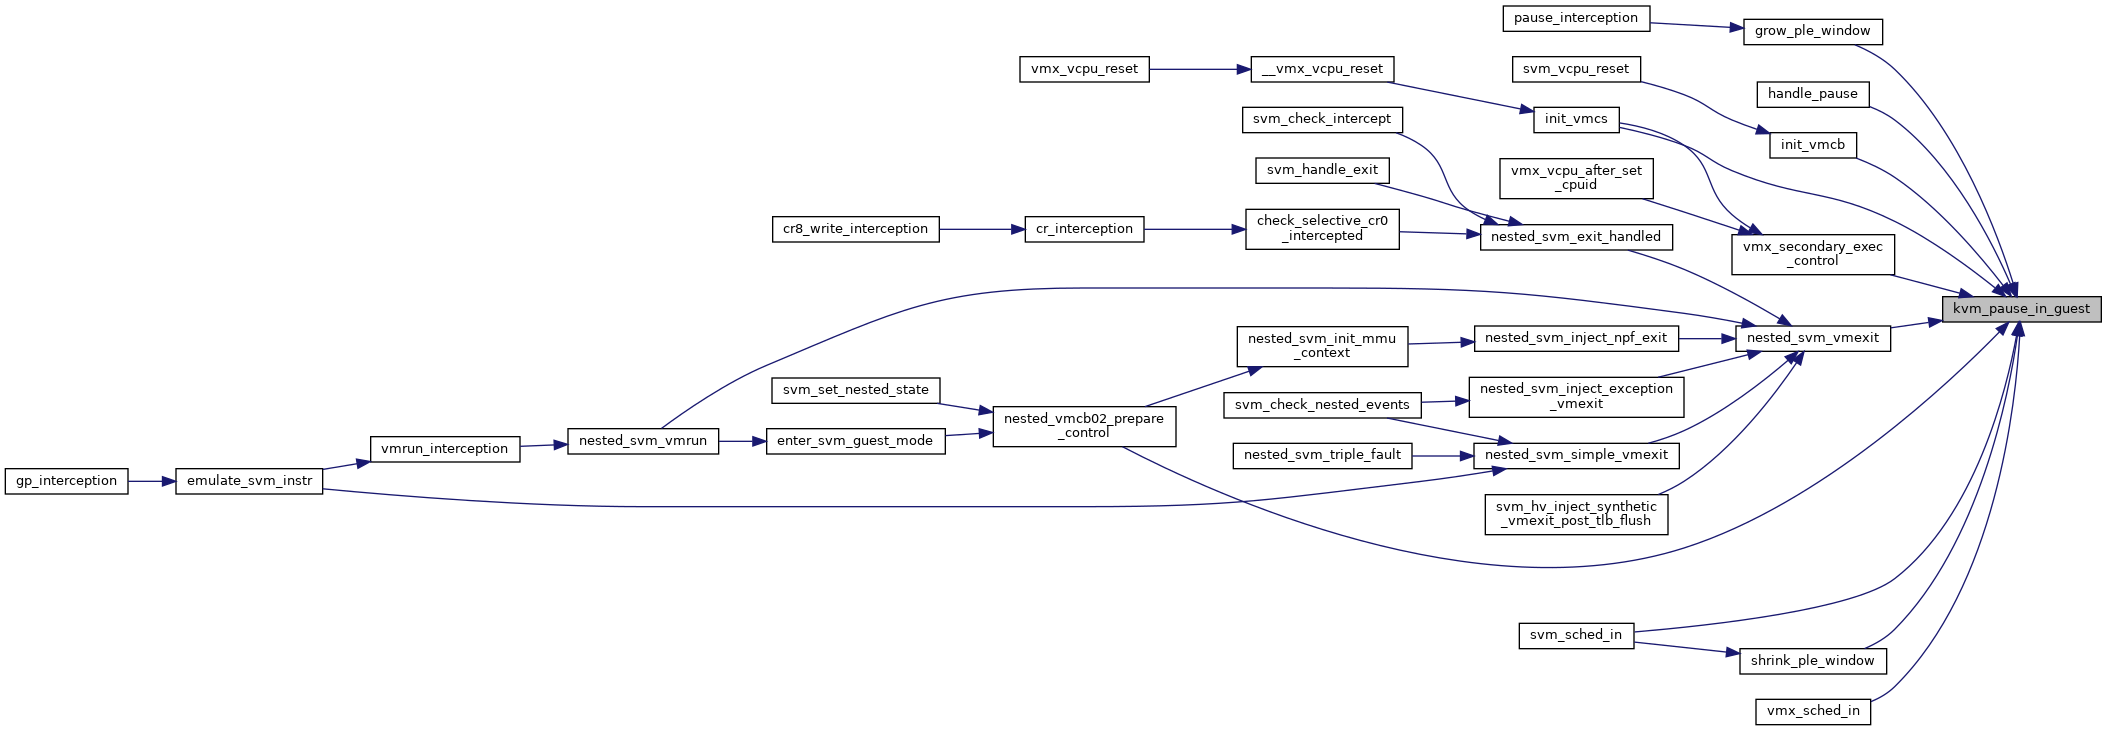 pause_interception
grow_ple_window
vmx_vcpu_reset
__vmx_vcpu_reset
svm_vcpu_reset
handle_pause
svm_check_intercept
init_vmcs
init_vmcb
svm_handle_exit
vmx_vcpu_after_set
_cpuid
cr8_write_interception
cr_interception
check_selective_cr0
_intercepted
nested_svm_exit_handled
vmx_secondary_exec
_control
kvm_pause_in_guest
nested_svm_init_mmu
_context
nested_svm_inject_npf_exit
nested_svm_vmexit
svm_set_nested_state
nested_svm_inject_exception
_vmexit
svm_check_nested_events
nested_vmcb02_prepare
_control
nested_svm_vmrun
enter_svm_guest_mode
vmrun_interception
nested_svm_triple_fault
nested_svm_simple_vmexit
gp_interception
emulate_svm_instr
svm_hv_inject_synthetic
_vmexit_post_tlb_flush
svm_sched_in
shrink_ple_window
vmx_sched_in